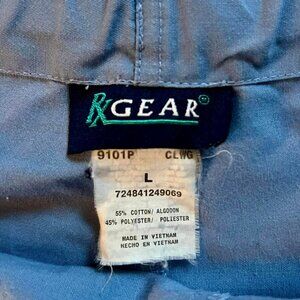 RxGEAR®
9101P CLWG
L
724841249069
55% COTTON/ ALGODON
45% POLYESTER/ POLIESTER
MADE IN VIETNAM
HECHO EN VIETNAM